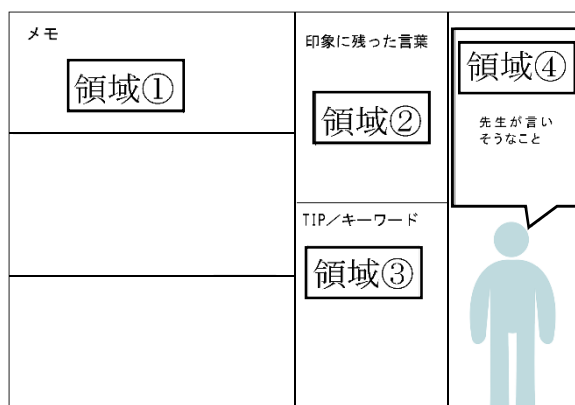 メモ
領域①
印象に残った言葉
領域②
TIP/キーワード
領域③
領域④
先生が言い
そうなこと